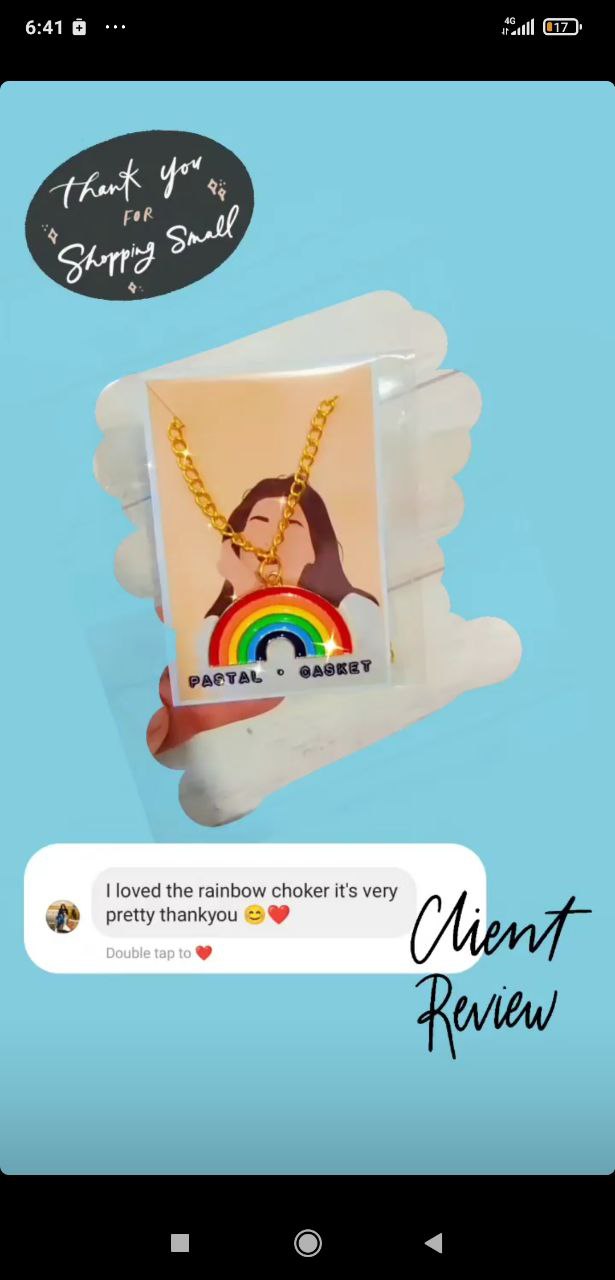 6:41
4G
17
Thank you
FOR
Shopping Small
PASTAL • CASKET
I loved the rainbow choker it's very
pretty thankyou 😊❤️
Double tap to ❤️
Client
Review